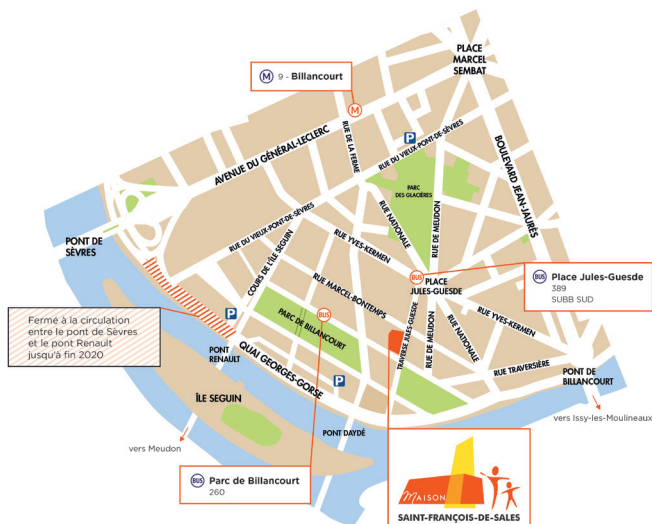 PLACE
MARCEL
SEMBAT
M 9 - Billancourt
M
P
AVENUE DU GÉNÉRAL-LECLERC
RUE DE LA FERME
RUE DU VIEUX-PONT-DE-SÈVRES
BOULEVARD JEAN-JAURÈS
PARC
DES GLACIÈRES
PONT DE
SÈVRES
RUE DU VIEUX-PONT-DE-SÈVRES
COURS DE L'ÎLE SEGUIN
RUE YVES-KERMEN
RUE NATIONALE
RUE DE MEUDON
BUS
PLACE
JULES-GUESDE
BUS Place Jules-Guesde
389
SUBB SUD
Fermé à la circulation
entre le pont de Sèvres
et le pont Renault
jusqu'à fin 2020
P
BUS
RUE MARCEL-BONTEMPS
PARC DE BILLANCOURT
TRAVERSE JULES-GUESDE
RUE DE MEUDON
RUE NATIONALE
RUE YVES-KERMEN
PONT
RENAULT
QUAI GEORGES-GORSE
P
RUE TRAVERSIÈRE
PONT DE
BILLANCOURT
ÎLE SEGUIN
vers Issy-les-Moulineaux
PONT DAYDÉ
vers Meudon
BUS Parc de Billancourt
260
MAISON
SAINT-FRANÇOIS-DE-SALES